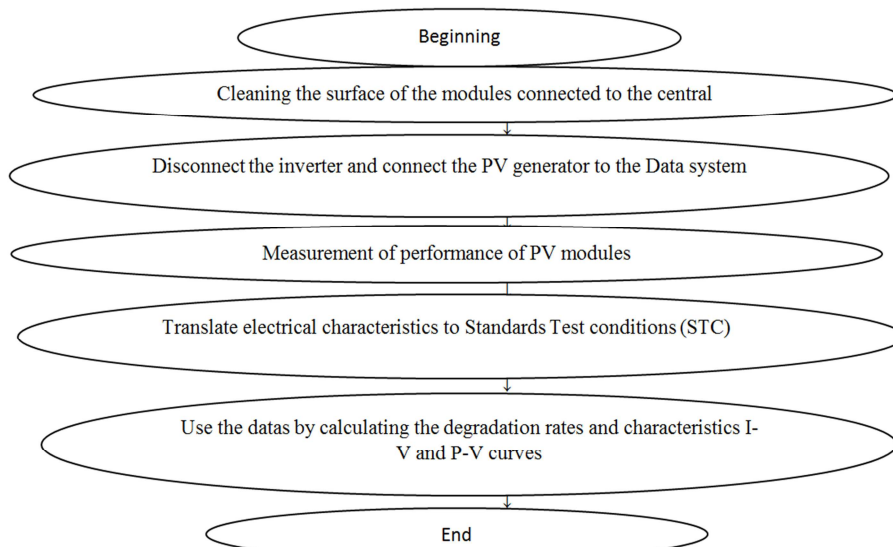 Beginning
Cleaning the surface of the modules connected to the central
Disconnect the inverter and connect the PV generator to the Data system
Measurement of performance of PV modules
Translate electrical characteristics to Standards Test conditions (STC)
Use the datas by calculating the degradation rates and characteristics I-
V and P-V curves
End